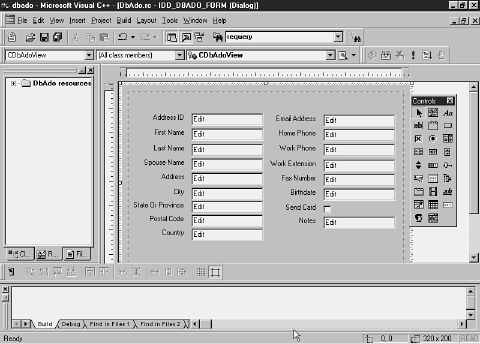 dbado - Microsoft Visual C++ - [DbAdo.rc - IDD_DBADO_FORM (Dialog)]
File Edit View Insert Project Build Layout Tools Window Help
requery
CDbAdoView
(All class members)
CDbAdoView
DbAdo resources
Controls
Address ID Edit
Email Address Edit
First Name Edit
Home Phone Edit
Last Name Edit
Work Phone Edit
Spouse Name Edit
Work Extension Edit
Address Edit
Fax Number Edit
City Edit
Birthdate Edit
State Or Province Edit
Send Card
Postal Code Edit
Notes Edit
Country Edit
Cl...
R...
Fil...
Build Debug Find in Files 1 Find in Files 2
Ready
0, 0
320 x 200
READ